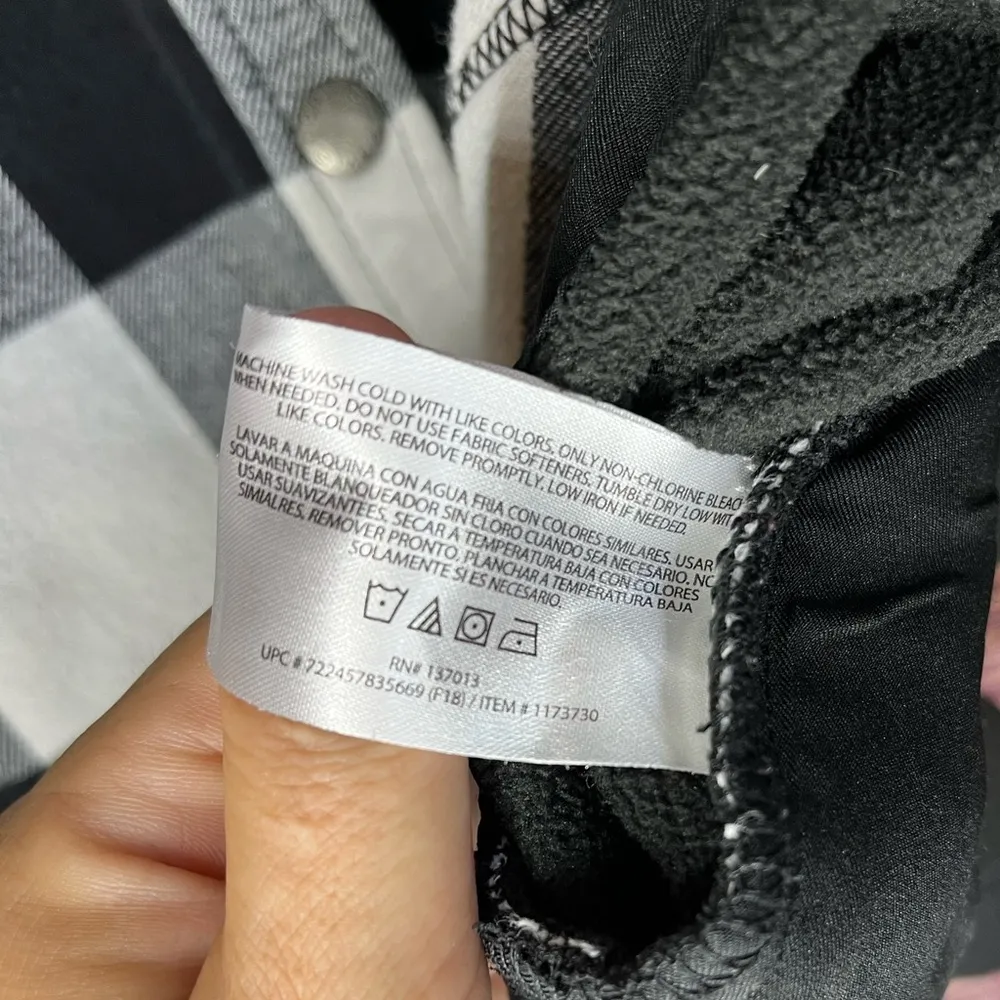 MACHINE WASH COLD WITH LIKE COLORS. ONLY NON-CHLORINE BLEAC
WHEN NEEDED. DO NOT USE FABRIC SOFTENERS. TUMBLE DRY LOW WIT
LIKE COLORS. REMOVE PROMPTLY. LOW IRON IF NEEDED.
LAVAR A MAQUINA CON AGUA FRIA CON COLORES SIMILARES. USAR
SOLAMENTE BLANQUEADOR SIN CLORO CUANDO SEA NECESARIO. NO
USAR SUAVIZANTEES. SECAR A TEMPERATURA BAJA CON COLORES
SIMIALRES. REMOVER PRONTO. PLANCHAR A TEMPERATURA BAJA
SOLAMENTE SI ES NECESARIO.
RN# 137013
UPC # 722457835669 (F18) / ITEM # 1173730